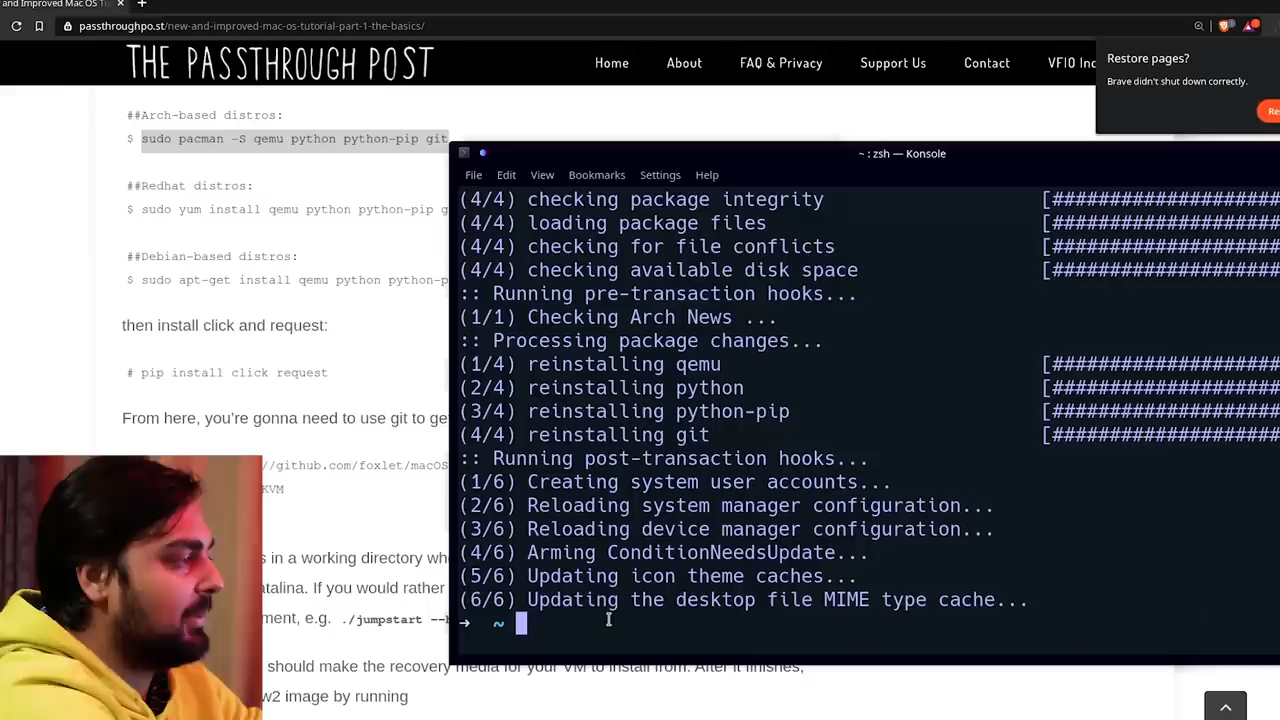 and Improved Mac OS Tu
passthroughpo.st/new-and-improved-mac-os-tutorial-part-1-the-basics/
THE PASSTHROUGH POST
Home
About
FAQ & Privacy
Support Us
Contact
VFIO Inc
Restore pages?
Brave didn't shut down correctly.
Re
##Arch-based distros:
$ sudo pacman -S qemu python python-pip git
##Redhat distros:
$ sudo yum install qemu python python-pip g
##Debian-based distros:
$ sudo apt-get install qemu python python-p
then install click and request:
# pip install click request
From here, you're gonna need to use git to ge
//github.com/foxlet/macOS
KVM
s in a working directory whe
atalina. If you would rather
ment, e.g. ./jumpstart --h
should make the recovery media for your VM to install from. After it finishes,
w2 image by running
~ : zsh — Konsole
File Edit View Bookmarks Settings Help
(4/4) checking package integrity [####################
(4/4) loading package files [####################
(4/4) checking for file conflicts [####################
(4/4) checking available disk space [####################
:: Running pre-transaction hooks...
(1/1) Checking Arch News ...
:: Processing package changes...
(1/4) reinstalling qemu [####################
(2/4) reinstalling python [####################
(3/4) reinstalling python-pip [####################
(4/4) reinstalling git [####################
:: Running post-transaction hooks...
(1/6) Creating system user accounts...
(2/6) Reloading system manager configuration...
(3/6) Reloading device manager configuration...
(4/6) Arming ConditionNeedsUpdate...
(5/6) Updating icon theme caches...
(6/6) Updating the desktop file MIME type cache...
→ ~